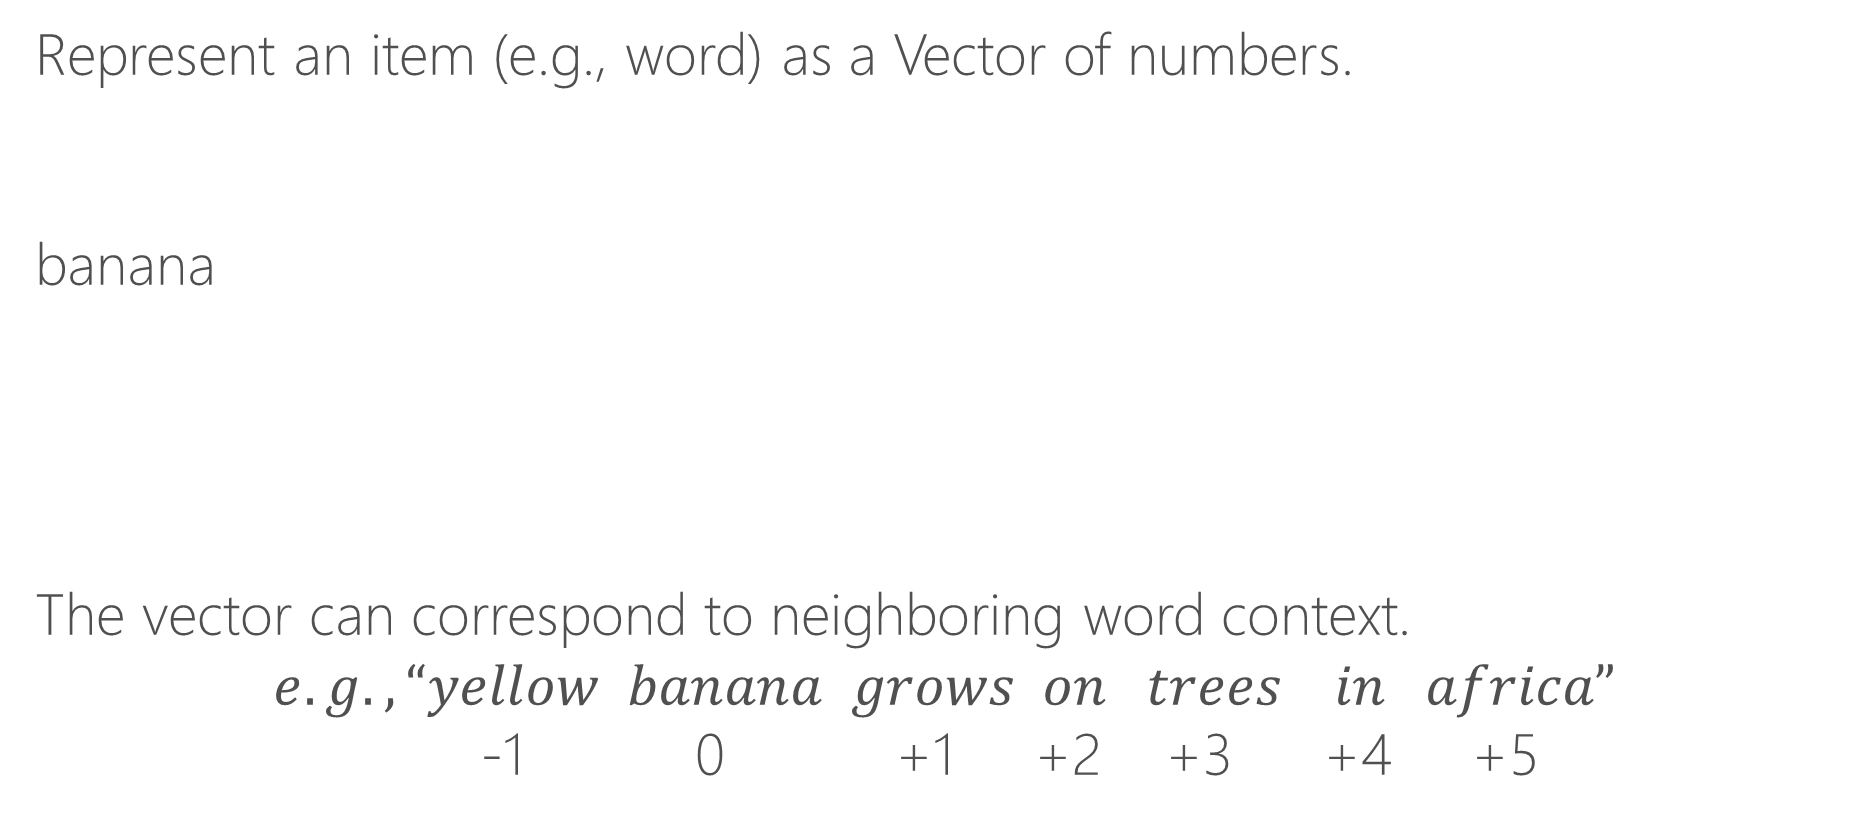 Represent an item (e.g., word) as a Vector of numbers.
banana
The vector can correspond to neighboring word context.
e.g.,“yellow banana grows on trees in africa”
-1 0 +1 +2 +3 +4 +5